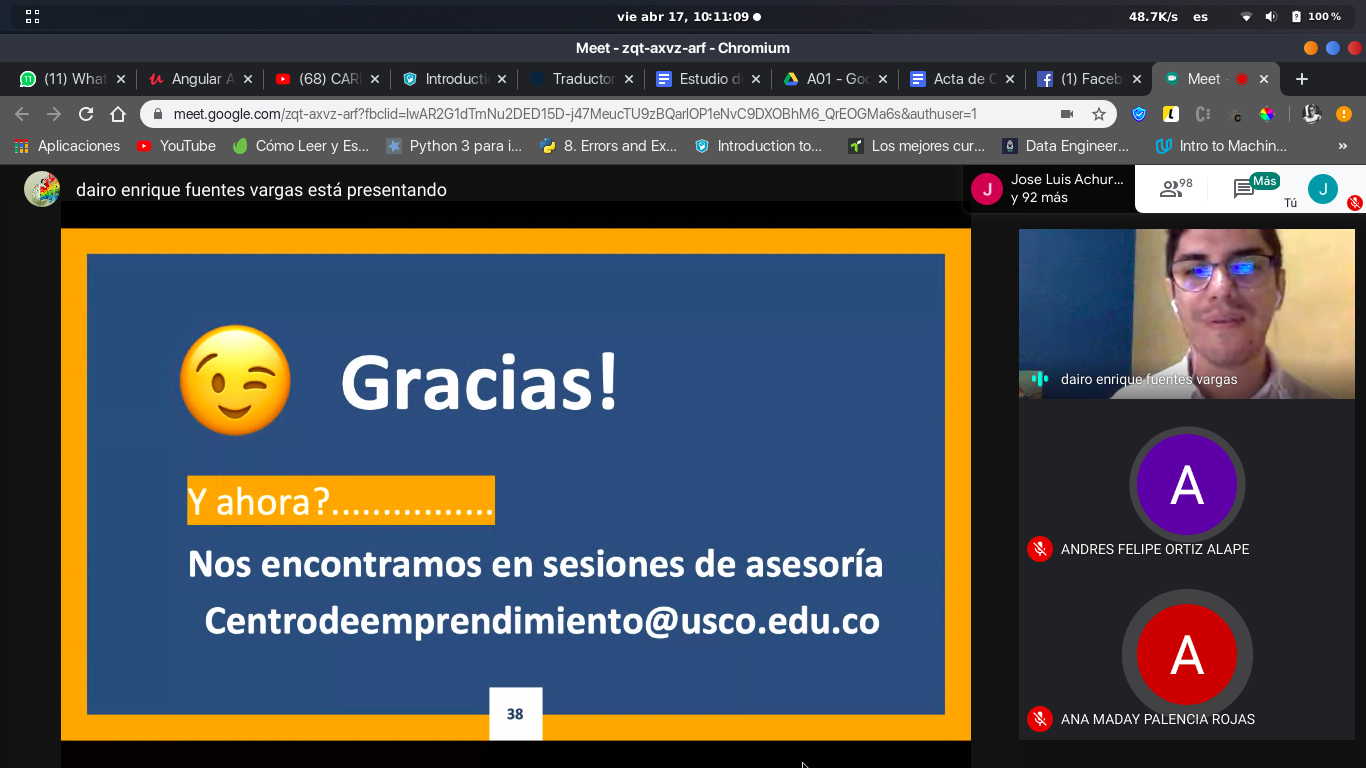 vie abr 17, 10:11:09
48.7K/s es 100 %
Meet - zqt-axvz-arf - Chromium
(11) What
Angular A
(68) CAR
Introducti
Traductor
Estudio d
A01 - Goo
Acta de C
(1) Faceb
Meet -
meet.google.com/zqt-axvz-arf?fbclid=IwAR2G1dTmNu2DED15D-j47MeucTU9zBQarlOP1eNvC9DXOBhM6_QrEOGMa6s&authuser=1
Aplicaciones
YouTube
Cómo Leer y Es...
Python 3 para i...
8. Errors and Ex...
Introduction to...
Los mejores cur...
Data Engineer...
Intro to Machin...
»
dairo enrique fuentes vargas está presentando
J
Jose Luis Achur...
y 92 más
98
Más
Tú
J
Gracias!
Y ahora?................
Nos encontramos en sesiones de asesoría
Centrodeemprendimiento@usco.edu.co
38
dairo enrique fuentes vargas
A
ANDRES FELIPE ORTIZ ALAPE
A
ANA MADAY PALENCIA ROJAS